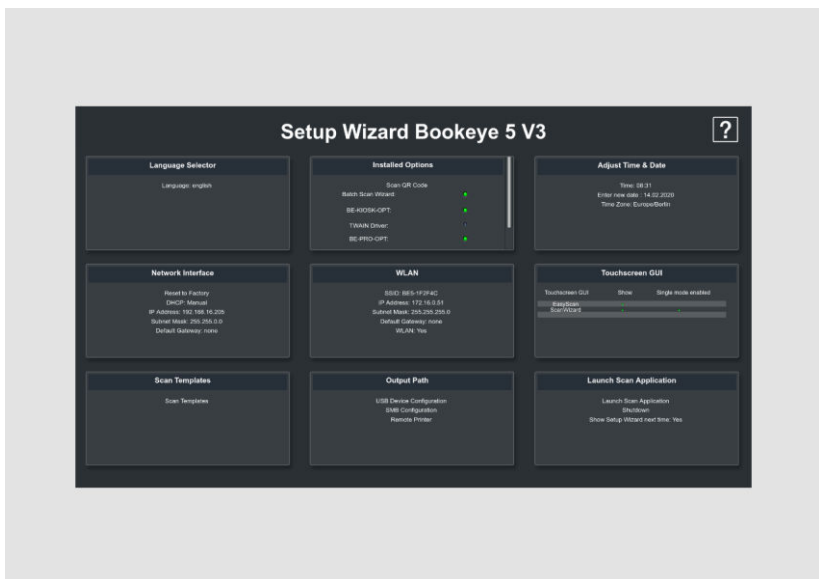 Setup Wizard Bookeye 5 V3
?
Language Selector
Language: english
Installed Options
Scan QR Code
Batch Scan Wizard:
BE-KIOSK-OPT:
TWAIN Driver:
BE-PRO-OPT:
Adjust Time & Date
Time: 08:31
Enter new date : 14.02.2020
Time Zone: Europe/Berlin
Network Interface
Reset to Factory
DHCP: Manual
IP Address: 192.168.16.205
Subnet Mask: 255.255.0.0
Default Gateway: none
WLAN
SSID: BE5-1F2F4C
IP Address: 172.16.0.51
Subnet Mask: 255.255.255.0
Default Gateway: none
WLAN: Yes
Touchscreen GUI
Touchscreen GUI Show Single mode enabled
EasyScan
ScanWizard
Scan Templates
Scan Templates
Output Path
USB Device Configuration
SMB Configuration
Remote Printer
Launch Scan Application
Launch Scan Application
Shutdown
Show Setup Wizard next time: Yes